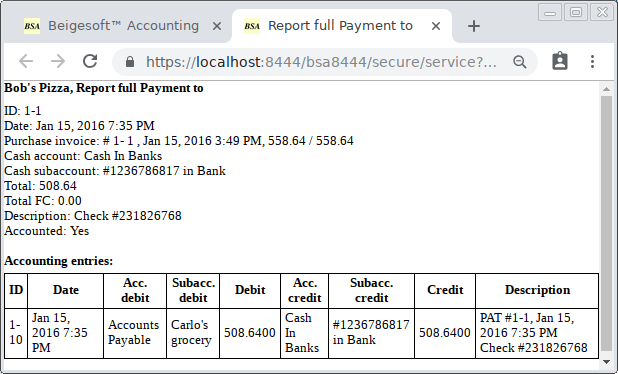 BSA Beigesoft™ Accounting
BSA Report full Payment to
https://localhost:8444/bsa8444/secure/service?...
Bob's Pizza, Report full Payment to
ID: 1-1
Date: Jan 15, 2016 7:35 PM
Purchase invoice: # 1- 1 , Jan 15, 2016 3:49 PM, 558.64 / 558.64
Cash account: Cash In Banks
Cash subaccount: #1236786817 in Bank
Total: 508.64
Total FC: 0.00
Description: Check #231826768
Accounted: Yes
Accounting entries:
ID Date Acc. debit Subacc. debit Debit Acc. credit Subacc. credit Credit Description
1-10 Jan 15, 2016 7:35 PM Accounts Payable Carlo's grocery 508.6400 Cash In Banks #1236786817 in Bank 508.6400 PAT #1-1, Jan 15, 2016 7:35 PM Check #231826768